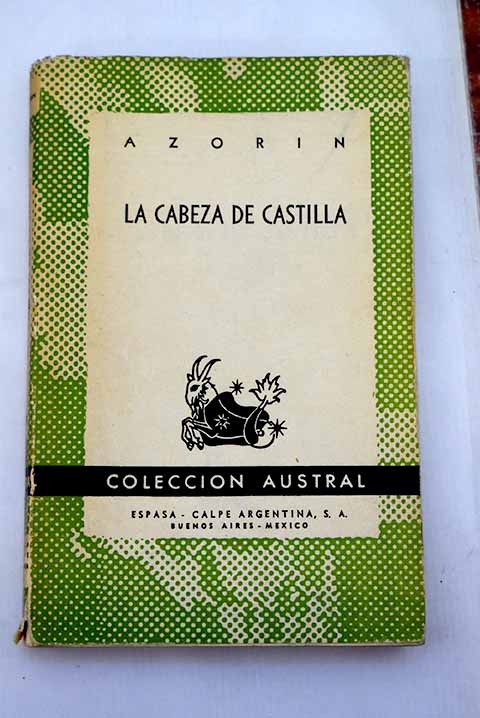 AZORIN
LA CABEZA DE CASTILLA
COLECCION AUSTRAL
ESPASA - CALPE ARGENTINA, S. A.
BUENOS AIRES - MEXICO